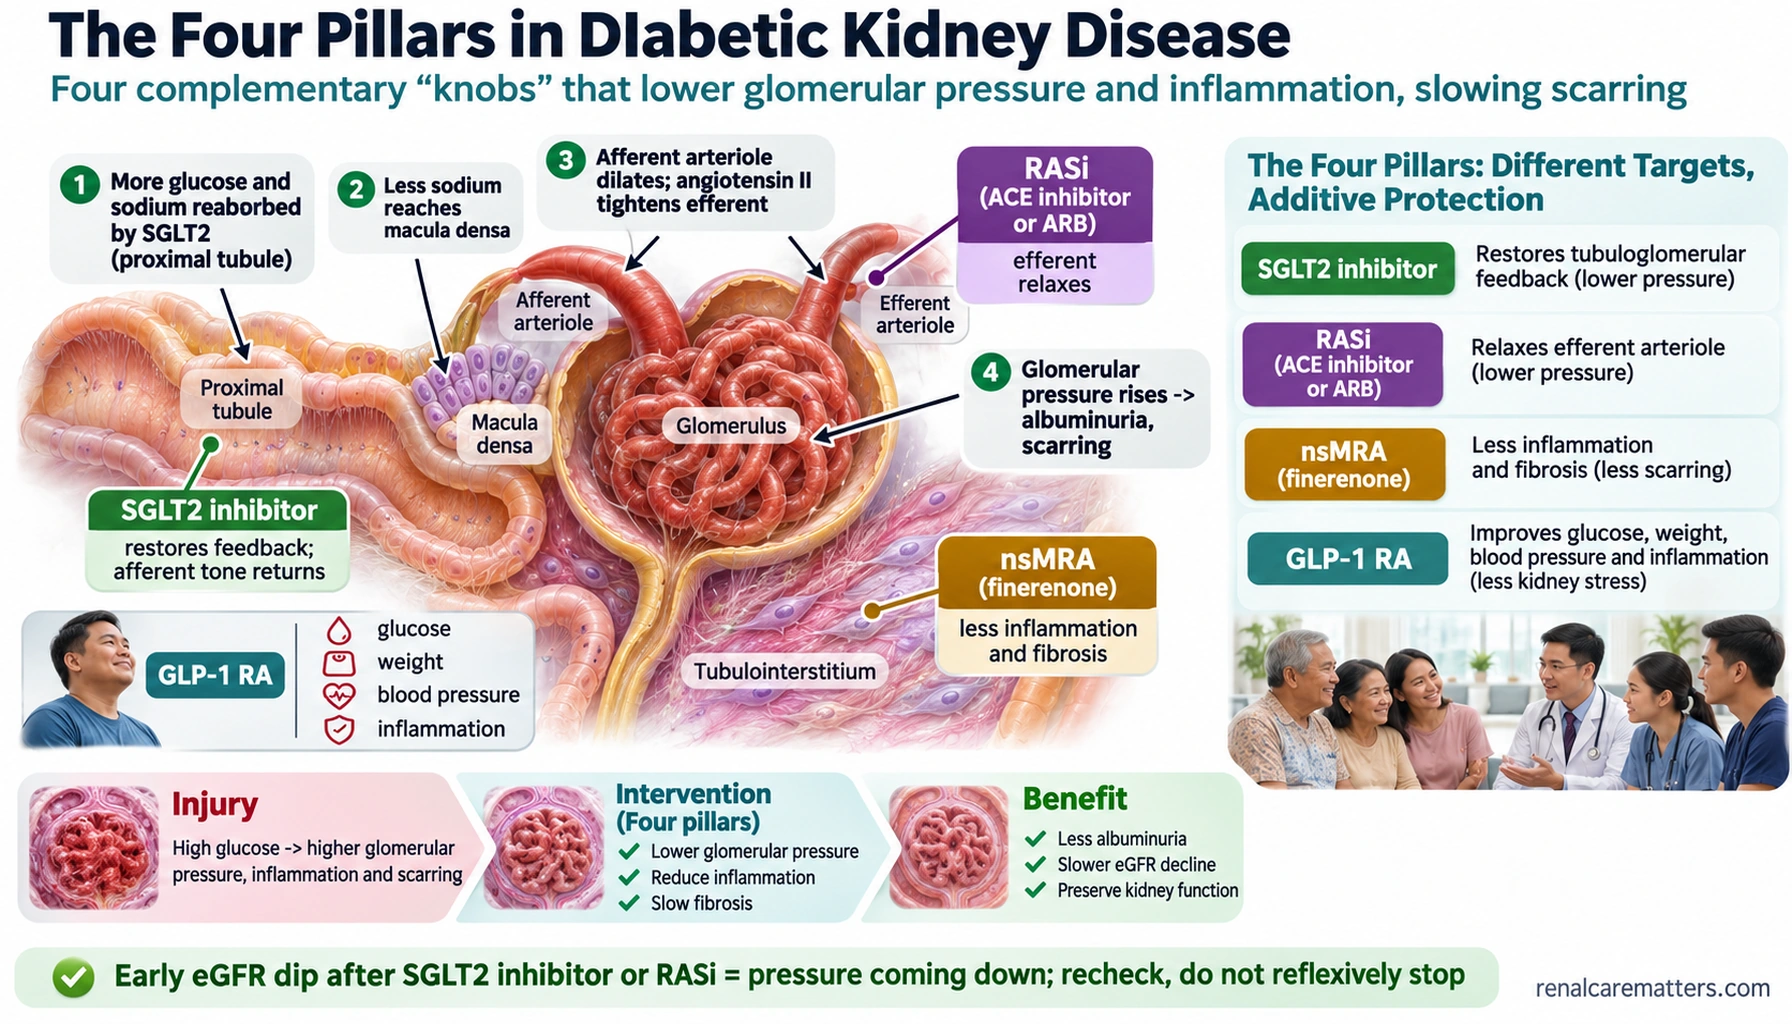 The Four Pillars in DIabetic Kidney Disease
Four complementary “knobs” that lower glomerular pressure and inflammation, slowing scarring
1
More glucose and
sodium reaborbed
by SGLT2
(proximal tubule)
2
Less sodium
reaches
macula densa
3
Afferent arteriole
dilates; angiotensin II
tightens efferent
RASi
(ACE inhibitor
or ARB)
efferent
relaxes
Afferent
arteriole
Efferent
arteriole
Proximal
tubule
Macula
densa
Glomerulus
4
Glomerular
pressure rises ->
albuminuria,
scarring
SGLT2 inhibitor
restores feedback;
afferent tone returns
nsMRA
(finerenone)
less inflammation
and fibrosis
Tubulointerstitium
GLP-1 RA
glucose
weight
blood pressure
inflammation
The Four Pillars: Different Targets,
Additive Protection
SGLT2 inhibitor
Restores tubuloglomerular
feedback (lower pressure)
RASi
(ACE inhibitor
or ARB)
Relaxes efferent arteriole
(lower pressure)
nsMRA
(finerenone)
Less inflammation
and fibrosis (less scarring)
GLP-1 RA
Improves glucose, weight,
blood pressure and inflammation
(less kidney stress)
Injury
High glucose -> higher glomerular
pressure, inflammation and scarring
Intervention
(Four pillars)
Lower glomerular pressure
Reduce inflammation
Slow fibrosis
Benefit
Less albuminuria
Slower eGFR decline
Preserve kidney function
Early eGFR dip after SGLT2 inhibitor or RASi = pressure coming down; recheck, do not reflexively stop
renalcarematters.com